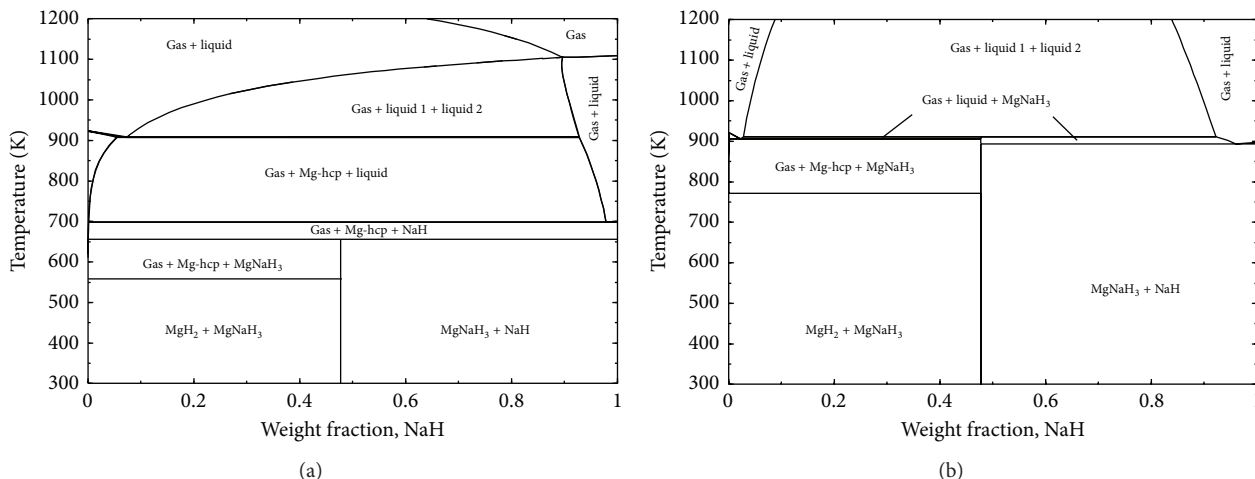 1200
1100
1000
900
800
700
600
500
400
300
Temperature (K)
0
0.2
0.4
0.6
0.8
1
Weight fraction, NaH
Gas + liquid
Gas
Gas + liquid 1 + liquid 2
Gas + liquid
Gas + Mg-hcp + liquid
Gas + Mg-hcp + NaH
Gas + Mg-hcp + MgNaH₃
MgH₂ + MgNaH₃
MgNaH₃ + NaH
(a)
1200
1100
1000
900
800
700
600
500
400
300
Temperature (K)
0
0.2
0.4
0.6
0.8
1
Weight fraction, NaH
Gas + liquid
Gas + liquid 1 + liquid 2
Gas + liquid
Gas + liquid + MgNaH₃
Gas + Mg-hcp + MgNaH₃
MgNaH₃ + NaH
MgH₂ + MgNaH₃
(b)